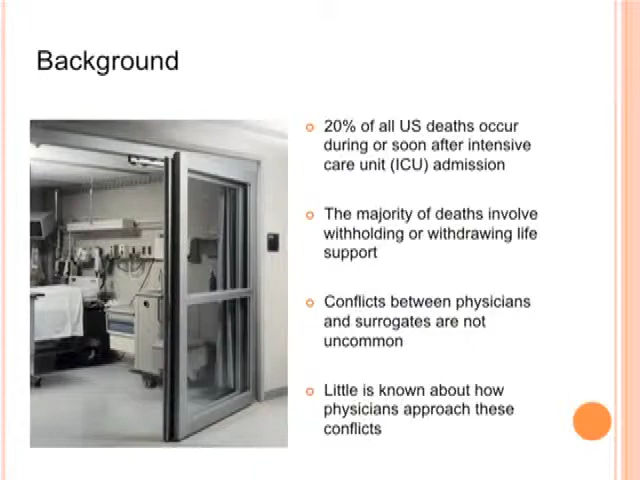 Background
20% of all US deaths occur
during or soon after intensive
care unit (ICU) admission
The majority of deaths involve
withholding or withdrawing life
support
Conflicts between physicians
and surrogates are not
uncommon
Little is known about how
physicians approach these
conflicts